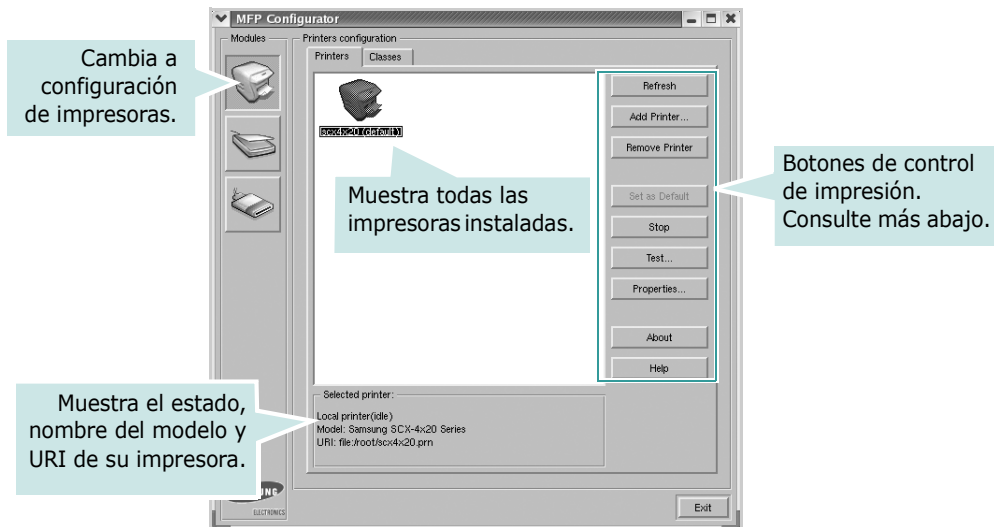 MFP Configurator
Modules
Printers configuration
Printers
Classes
Cambia a
configuración
de impresoras.
scx4x20 (default)
Muestra todas las
impresoras instaladas.
Refresh
Add Printer...
Remove Printer
Set as Default
Stop
Test...
Properties...
About
Help
Botones de control
de impresión.
Consulte más abajo.
Muestra el estado,
nombre del modelo y
URI de su impresora.
Selected printer:
Local printer(idle)
Model: Samsung SCX-4x20 Series
URI: file:/root/scx4x20.prn
ELECTRONICS
Exit